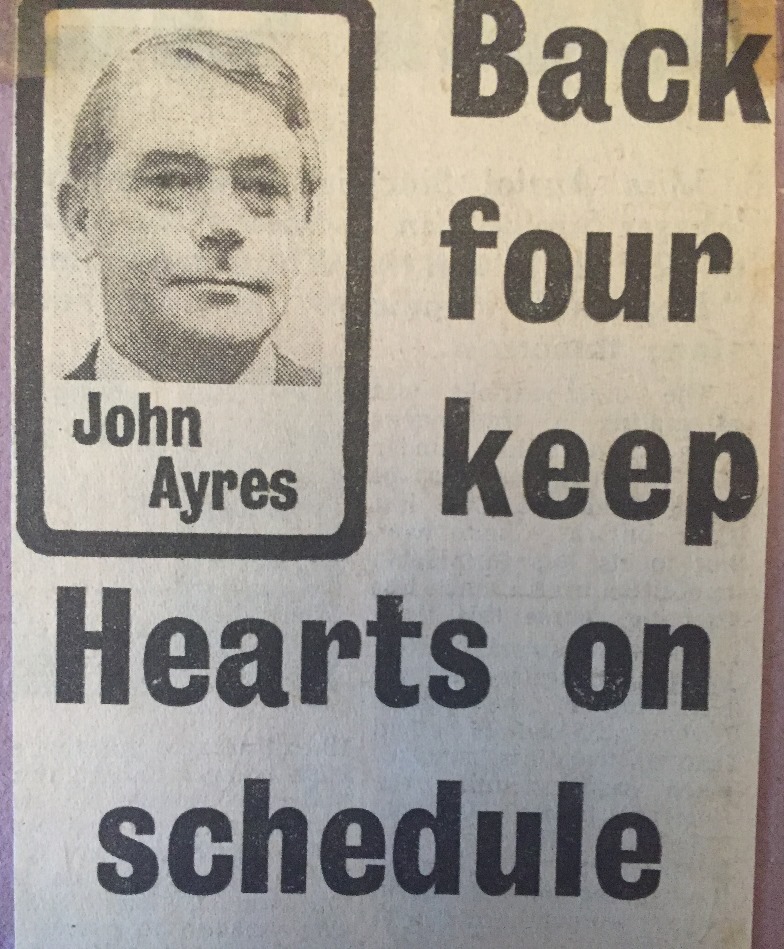 John
Ayres
Back
four
keep
Hearts on
schedule